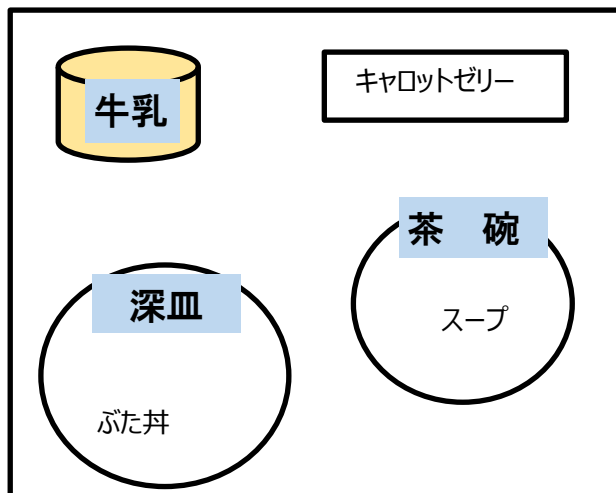 牛乳
キャロットゼリー
茶　碗
スープ
深皿
ぶた丼